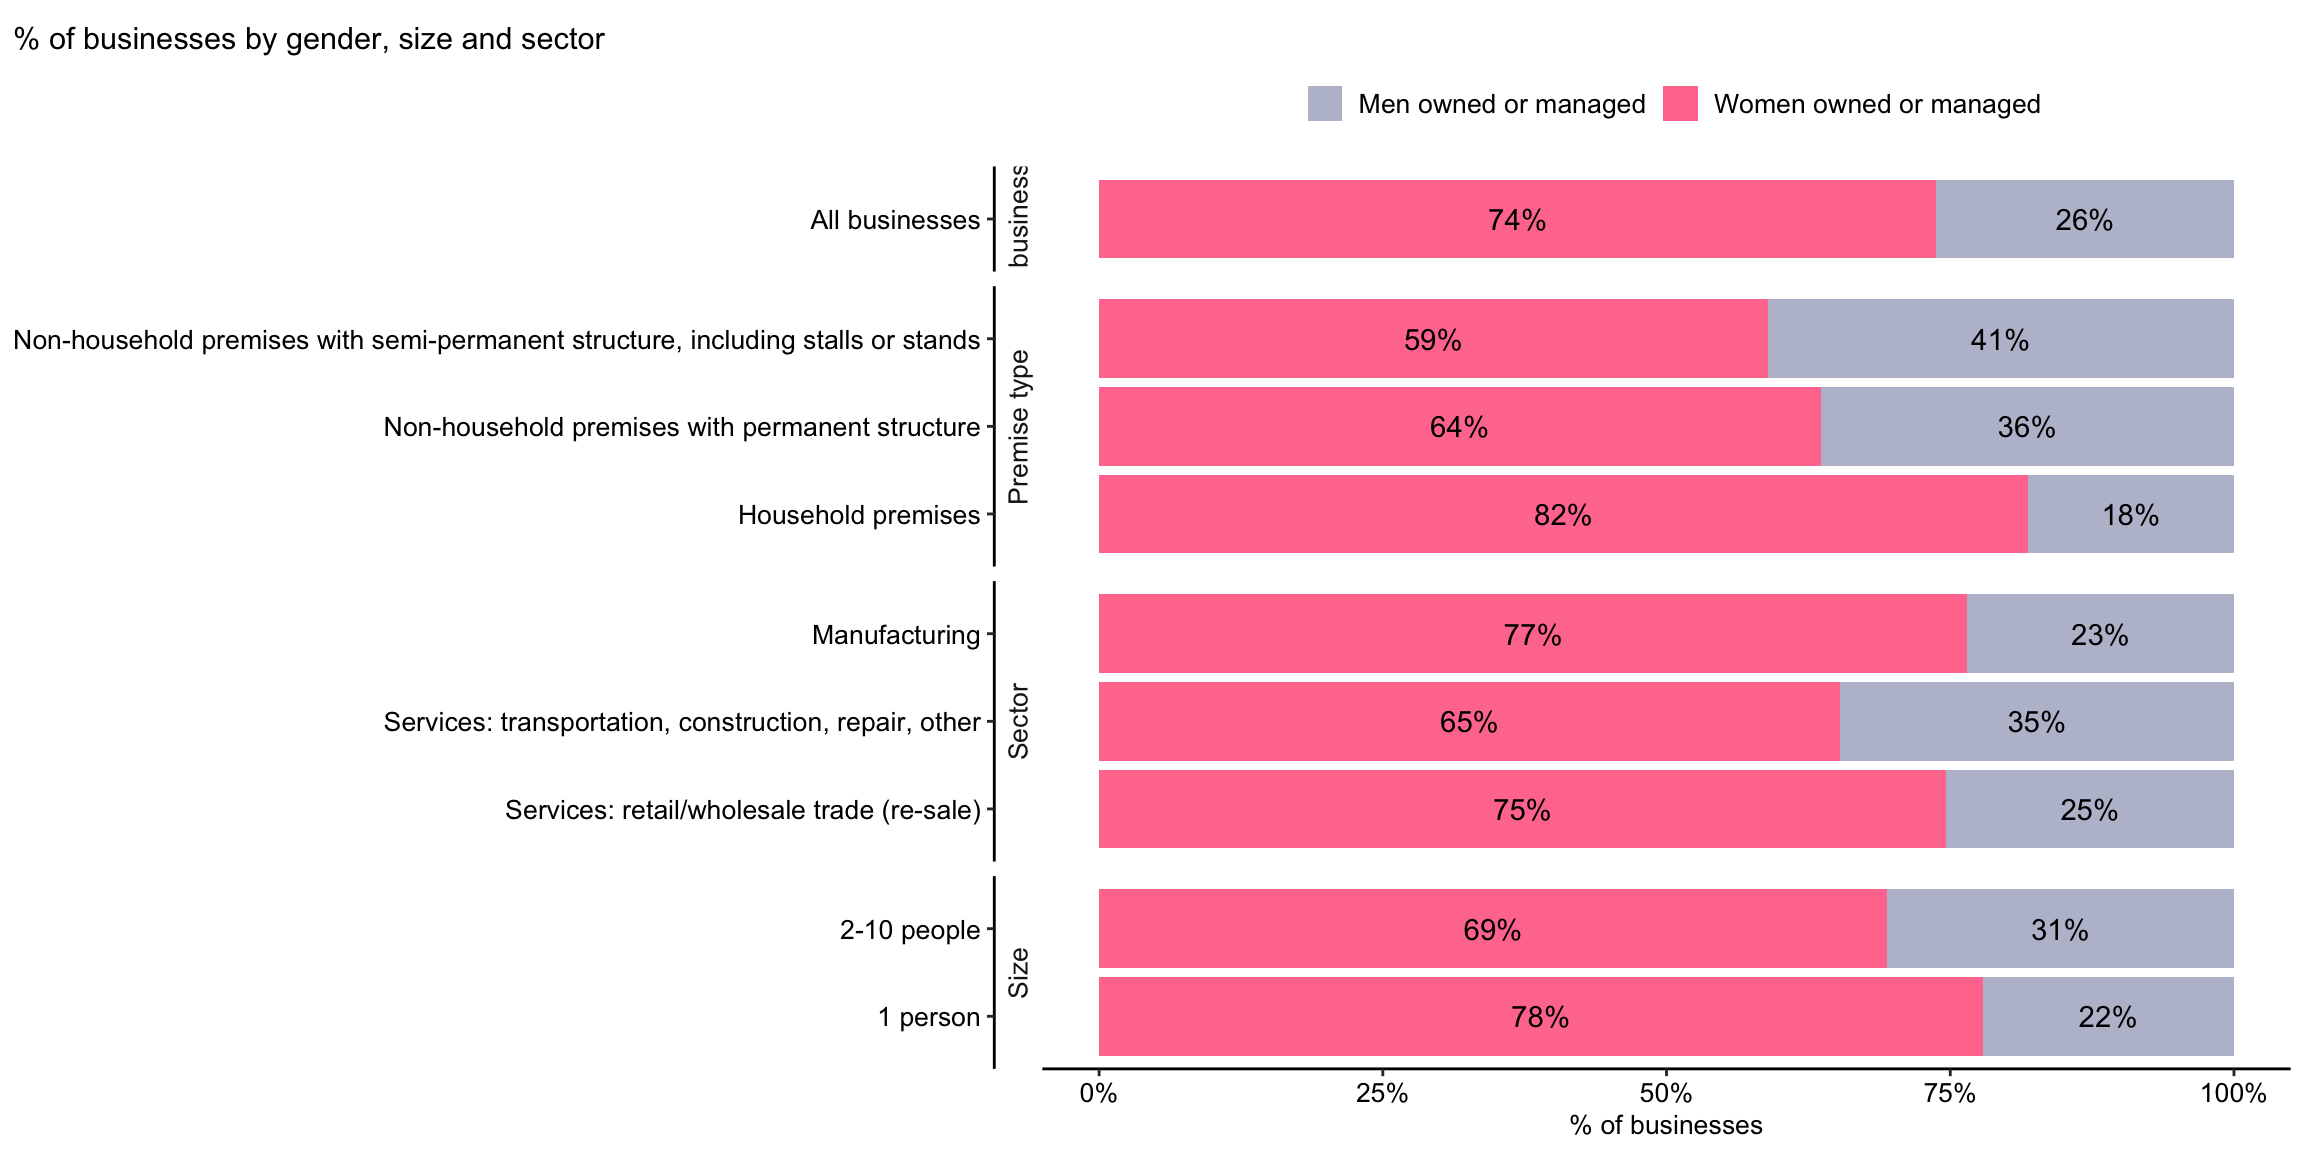 % of businesses by gender, size and sector
Men owned or managed
Women owned or managed
All businesses
business
74%
26%
Premise type
Non-household premises with semi-permanent structure, including stalls or stands
59%
41%
Non-household premises with permanent structure
64%
36%
Household premises
82%
18%
Sector
Manufacturing
77%
23%
Services: transportation, construction, repair, other
65%
35%
Services: retail/wholesale trade (re-sale)
75%
25%
Size
2-10 people
69%
31%
1 person
78%
22%
0%
25%
50%
75%
100%
% of businesses